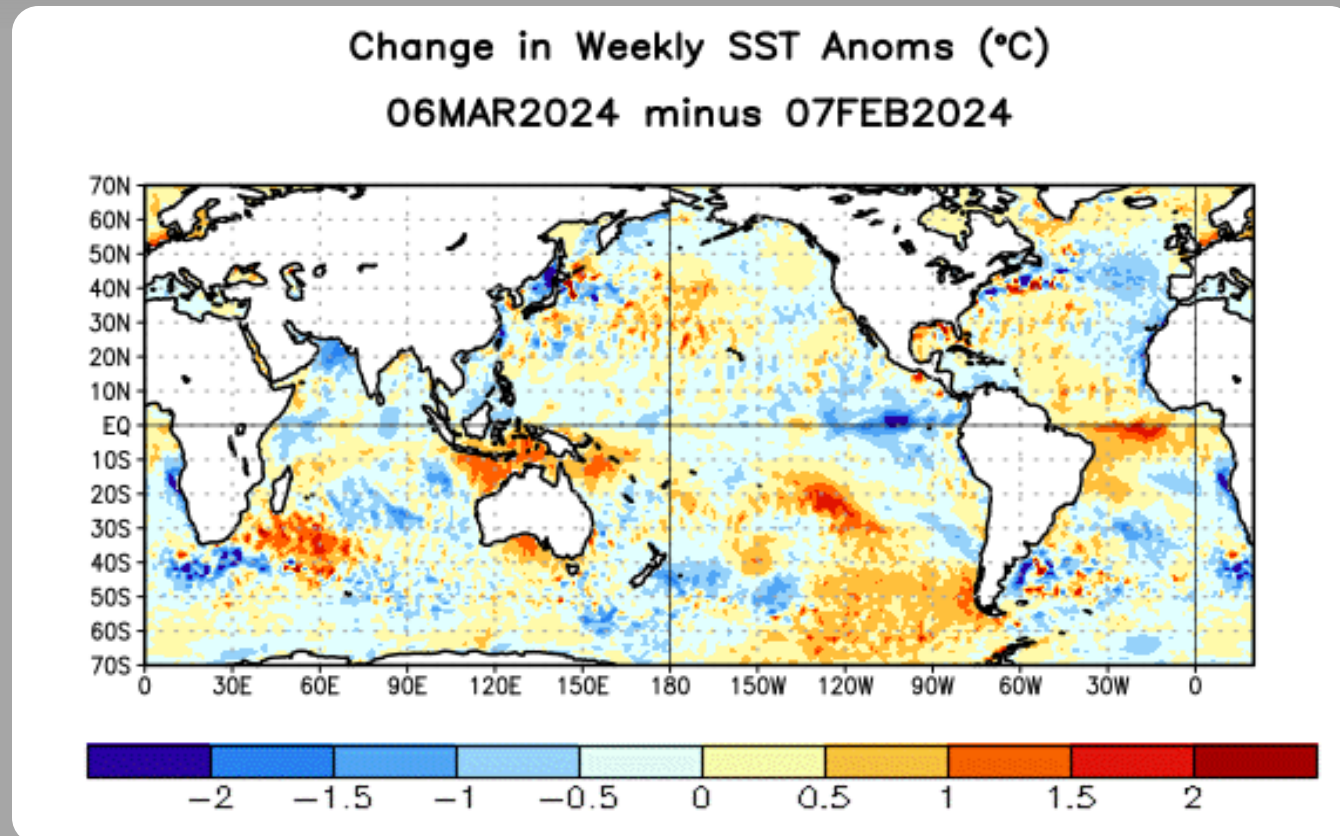 Change in Weekly SST Anoms (°C)
06MAR2024 minus 07FEB2024
70N
60N
50N
40N
30N
20N
10N
EQ
10S
20S
30S
40S
50S
60S
70S
0 30E 60E 90E 120E 150E 180 150W 120W 90W 60W 30W 0
-2 -1.5 -1 -0.5 0 0.5 1 1.5 2